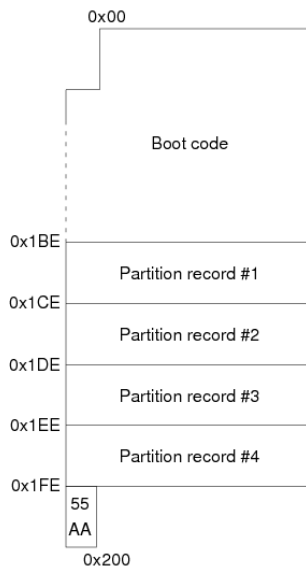 0x00
Boot code
0x1BE
Partition record #1
0x1CE
Partition record #2
0x1DE
Partition record #3
0x1EE
Partition record #4
0x1FE
55
AA
0x200